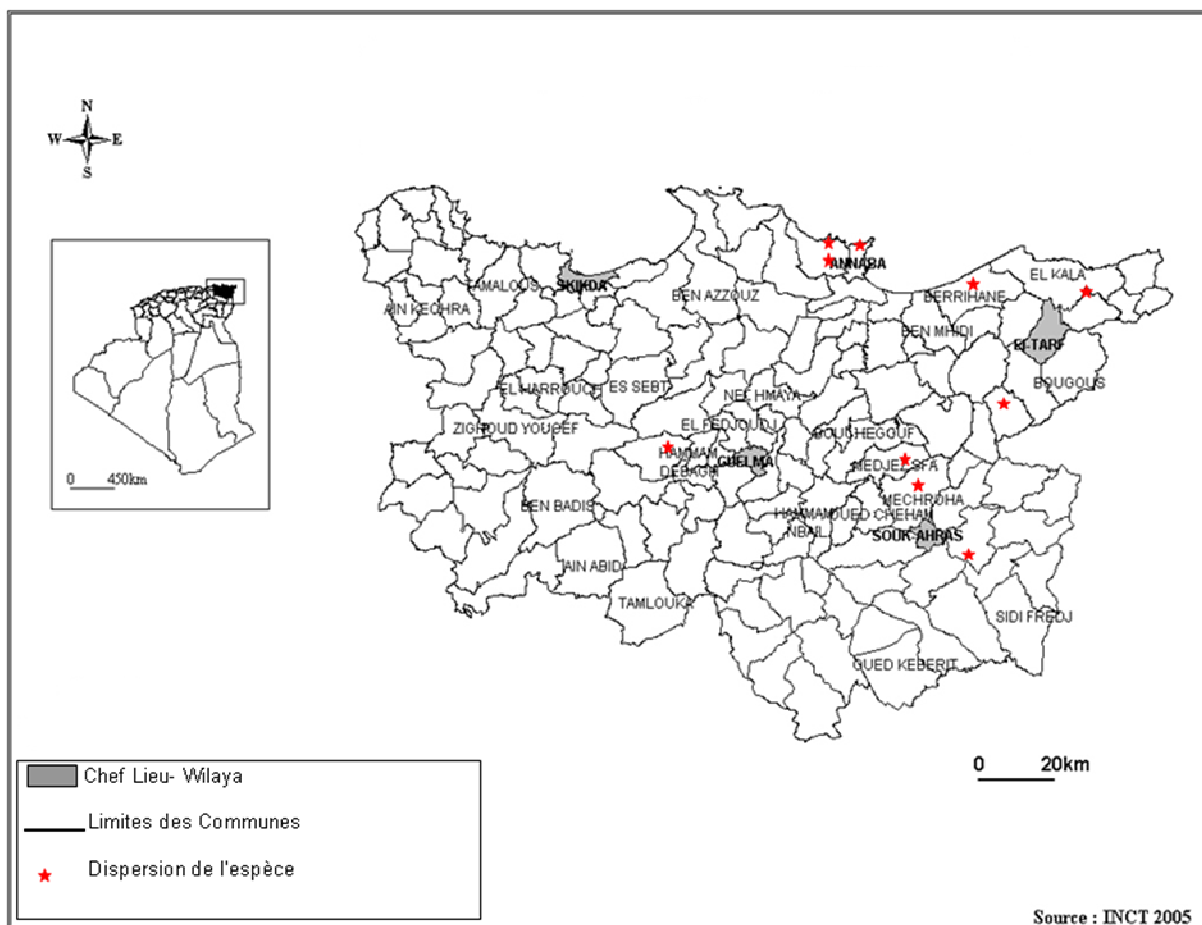 N
W E
S
0 450km
EL KALA
ANNABA
TAMALOUS
SKIKDA
BEN AZZOUZ
BERRIHANE
AIN KECHRA
BEN MHIDI
El-TARF
BOUGOUS
EL HARROUCH
ES SEBT
NECHMAYA
EL FEDJOUDJ
ZIGHOUD YOUCEF
BOUCHEGOUF
HAMMAM
DEBAGH
GUELMA
MEDJEZ SFA
MECHROHA
BEN BADIS
HAMMAM
NBAIL
OUED CHEHAM
SOUK AHRAS
AIN ABID
TAMLOUKA
SIDI FREDJ
OUED KEBERIT
0 20km
Chef Lieu- Wilaya
Limites des Communes
Dispersion de l'espèce
Source : INCT 2005